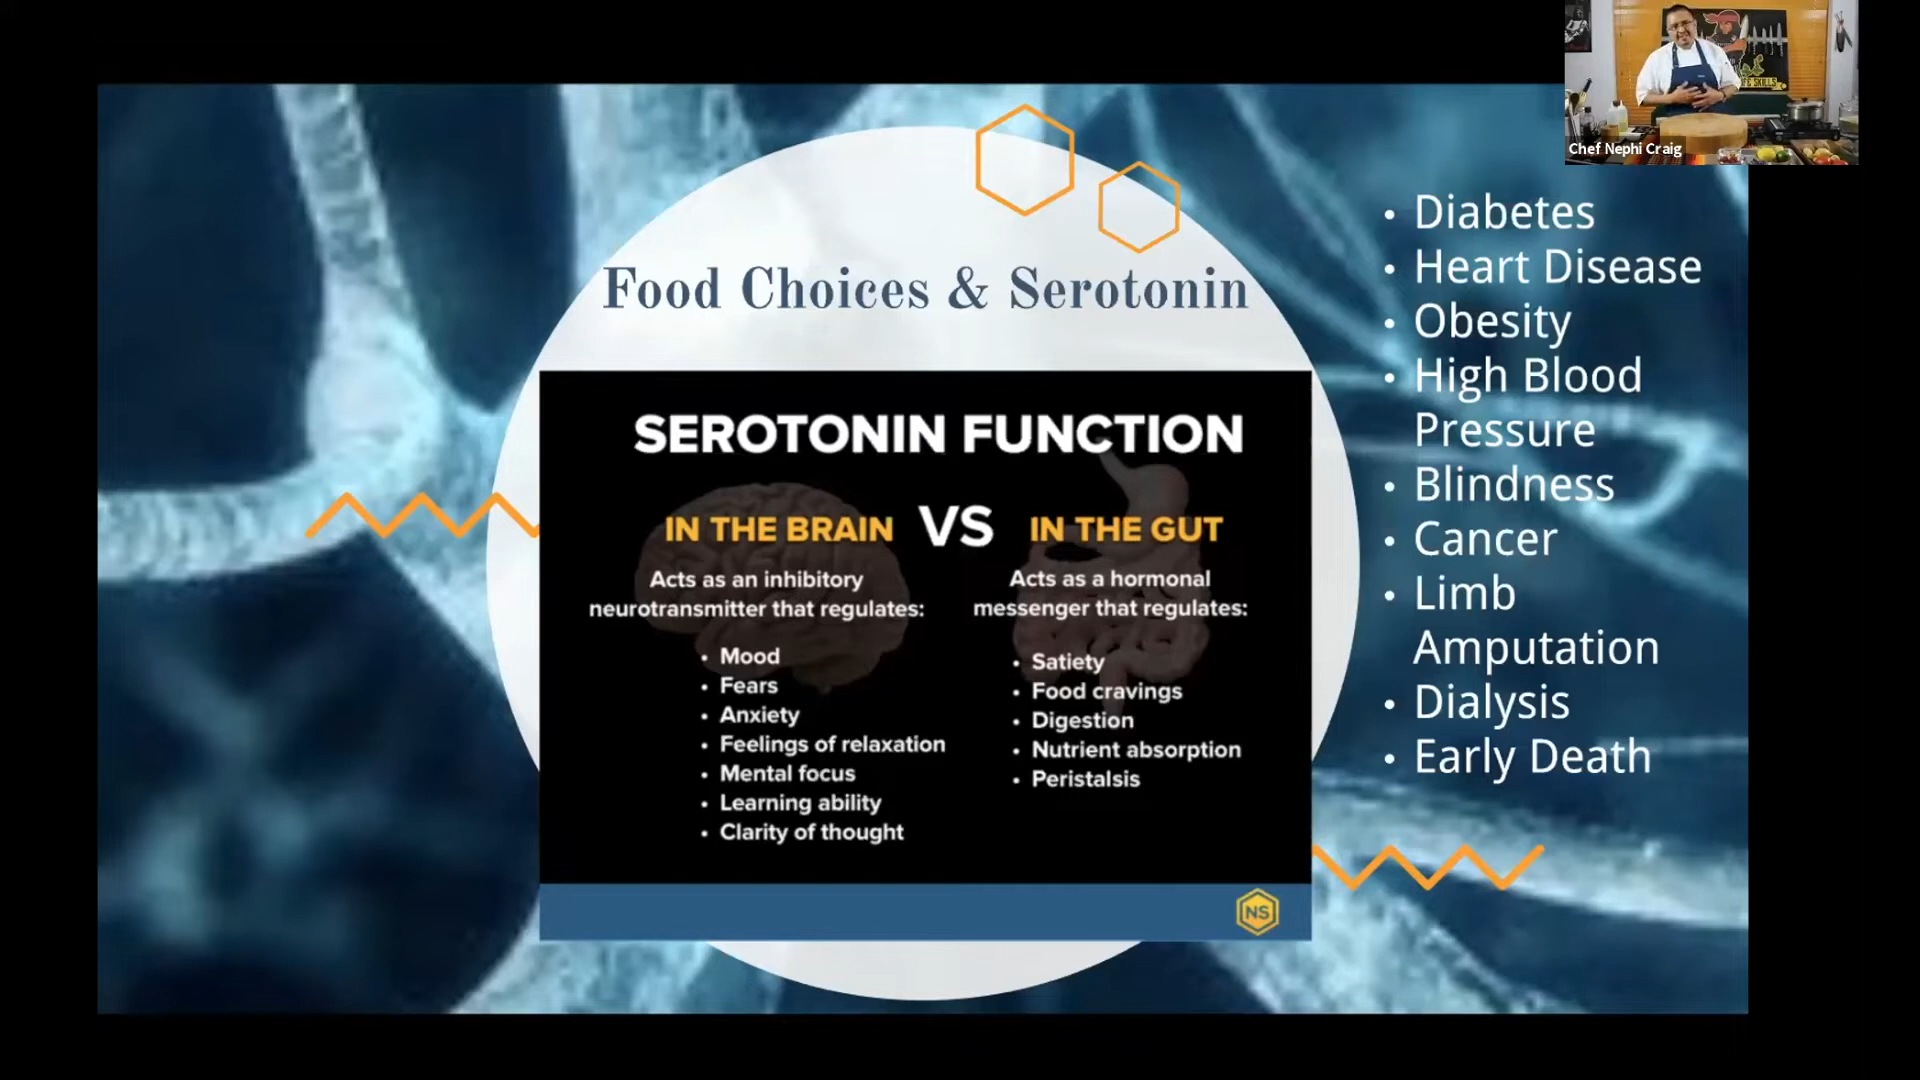 Chef Nephi Craig
Food Choices & Serotonin
SEROTONIN FUNCTION
IN THE BRAIN VS IN THE GUT
Acts as an inhibitory
neurotransmitter that regulates:
• Mood
• Fears
• Anxiety
• Feelings of relaxation
• Mental focus
• Learning ability
• Clarity of thought
Acts as a hormonal
messenger that regulates:
• Satiety
• Food cravings
• Digestion
• Nutrient absorption
• Peristalsis
NS
• Diabetes
• Heart Disease
• Obesity
• High Blood
Pressure
• Blindness
• Cancer
• Limb
Amputation
• Dialysis
• Early Death